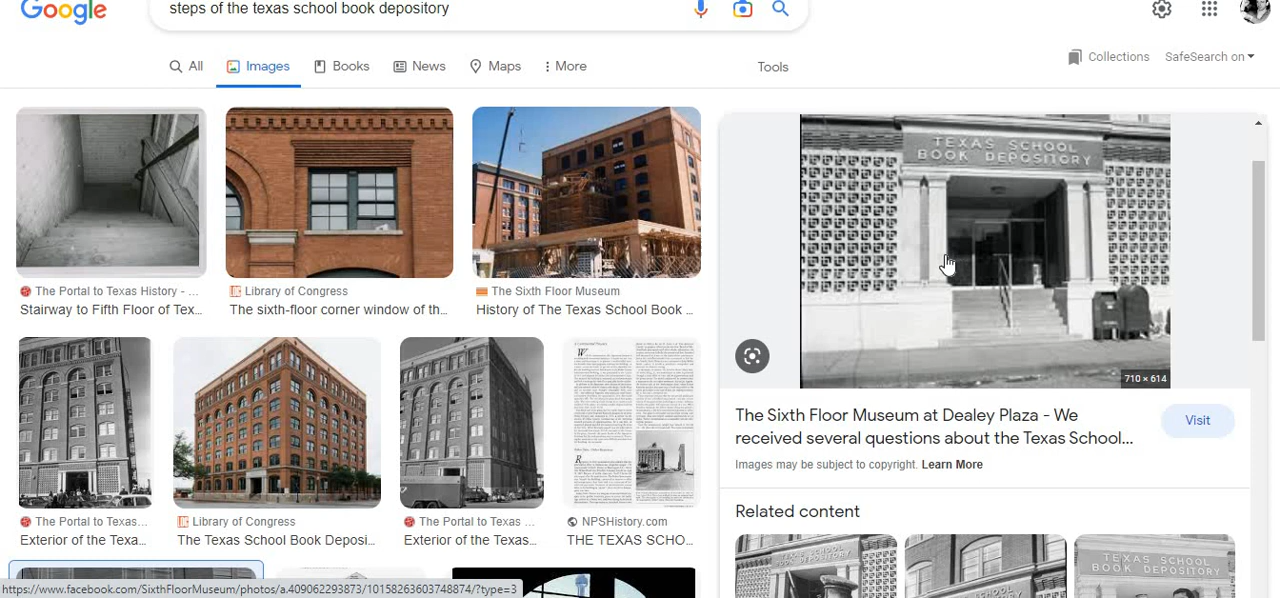 Google
steps of the texas school book depository
All
Images
Books
News
Maps
More
Tools
Collections
SafeSearch on
The Portal to Texas History - ...
Stairway to Fifth Floor of Tex...
Library of Congress
The sixth-floor corner window of th...
The Sixth Floor Museum
History of The Texas School Book ...
The Portal to Texas...
Exterior of the Texa...
Library of Congress
The Texas School Book Deposi...
The Portal to Texas ...
Exterior of the Texas...
NPSHistory.com
THE TEXAS SCHO...
https://www.facebook.com/SixthFloorMuseum/photos/a.409062293873/10158263603748874/?type=3
TEXAS SCHOOL
BOOK DEPOSITORY
710 × 614
The Sixth Floor Museum at Dealey Plaza - We
received several questions about the Texas School...
Visit
Images may be subject to copyright. Learn More
Related content
TEXAS SCHOOL
BOOK DEPOSITORY
TEXAS SCHOOL
BOOK DEPOSITORY